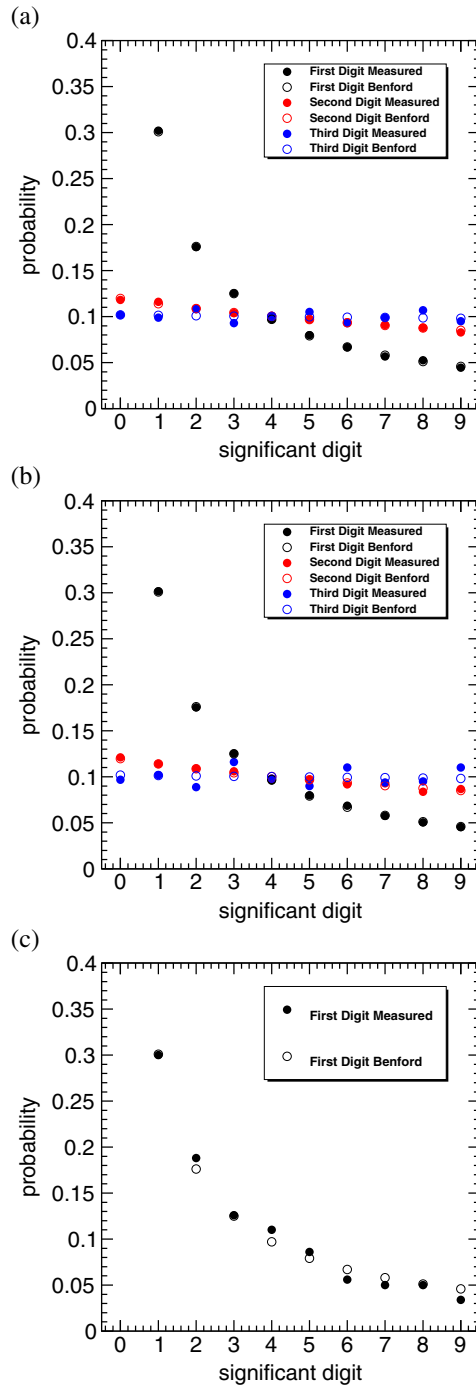 (a)
0.4
First Digit Measured
First Digit Benford
0.35
Second Digit Measured
Second Digit Benford
Third Digit Measured
0.3
Third Digit Benford
0.25
0.2
0.15
0.1
0.05
0
probability
0 1 2 3 4 5 6 7 8 9
significant digit
(b)
0.4
First Digit Measured
First Digit Benford
0.35
Second Digit Measured
Second Digit Benford
Third Digit Measured
0.3
Third Digit Benford
0.25
0.2
0.15
0.1
0.05
0
probability
0 1 2 3 4 5 6 7 8 9
significant digit
(c)
0.4
0.35
First Digit Measured
0.3
First Digit Benford
0.25
0.2
0.15
0.1
0.05
0
probability
0 1 2 3 4 5 6 7 8 9
significant digit